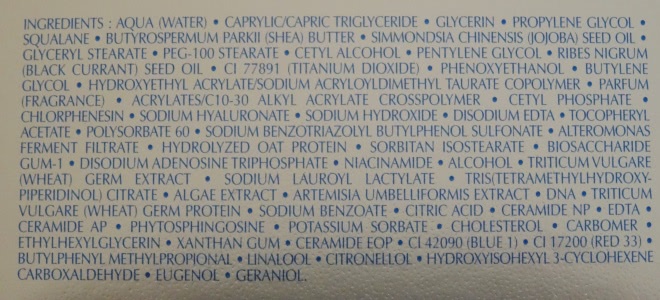 INGREDIENTS : AQUA (WATER) • CAPRYLIC/CAPRIC TRIGLYCERIDE • GLYCERIN • PROPYLENE GLYCOL •
SQUALANE • BUTYROSPERMUM PARKII (SHEA) BUTTER • SIMMONDSIA CHINENSIS (JOJOBA) SEED OIL •
GLYCERYL STEARATE • PEG-100 STEARATE • CETYL ALCOHOL • PENTYLENE GLYCOL • RIBES NIGRUM
(BLACK CURRANT) SEED OIL • CI 77891 (TITANIUM DIOXIDE) • PHENOXYETHANOL • BUTYLENE
GLYCOL • HYDROXYETHYL ACRYLATE/SODIUM ACRYLOYLDIMETHYL TAURATE COPOLYMER • PARFUM
(FRAGRANCE) • ACRYLATES/C10-30 ALKYL ACRYLATE CROSSPOLYMER • CETYL PHOSPHATE •
CHLORPHENESIN • SODIUM HYALURONATE • SODIUM HYDROXIDE • DISODIUM EDTA • TOCOPHERYL
ACETATE • POLYSORBATE 60 • SODIUM BENZOTRIAZOLYL BUTYLPHENOL SULFONATE • ALTEROMONAS
FERMENT FILTRATE • HYDROLYZED OAT PROTEIN • SORBITAN ISOSTEARATE • BIOSACCHARIDE
GUM-1 • DISODIUM ADENOSINE TRIPHOSPHATE • NIACINAMIDE • ALCOHOL • TRITICUM VULGARE
(WHEAT) GERM EXTRACT • SODIUM LAUROYL LACTYLATE • TRIS(TETRAMETHYLHYDROXY-
PIPERIDINOL) CITRATE • ALGAE EXTRACT • ARTEMISIA UMBELLIFORMIS EXTRACT • DNA • TRITICUM
VULGARE (WHEAT) GERM PROTEIN • SODIUM BENZOATE • CITRIC ACID • CERAMIDE NP • EDTA •
CERAMIDE AP • PHYTOSPHINGOSINE • POTASSIUM SORBATE • CHOLESTEROL • CARBOMER •
ETHYLHEXYLGLYCERIN • XANTHAN GUM • CERAMIDE EOP • CI 42090 (BLUE 1) • CI 17200 (RED 33) •
BUTYLPHENYL METHYLPROPIONAL • LINALOOL • CITRONELLOL • HYDROXYISOHEXYL 3-CYCLOHEXENE
CARBOXALDEHYDE • EUGENOL • GERANIOL.